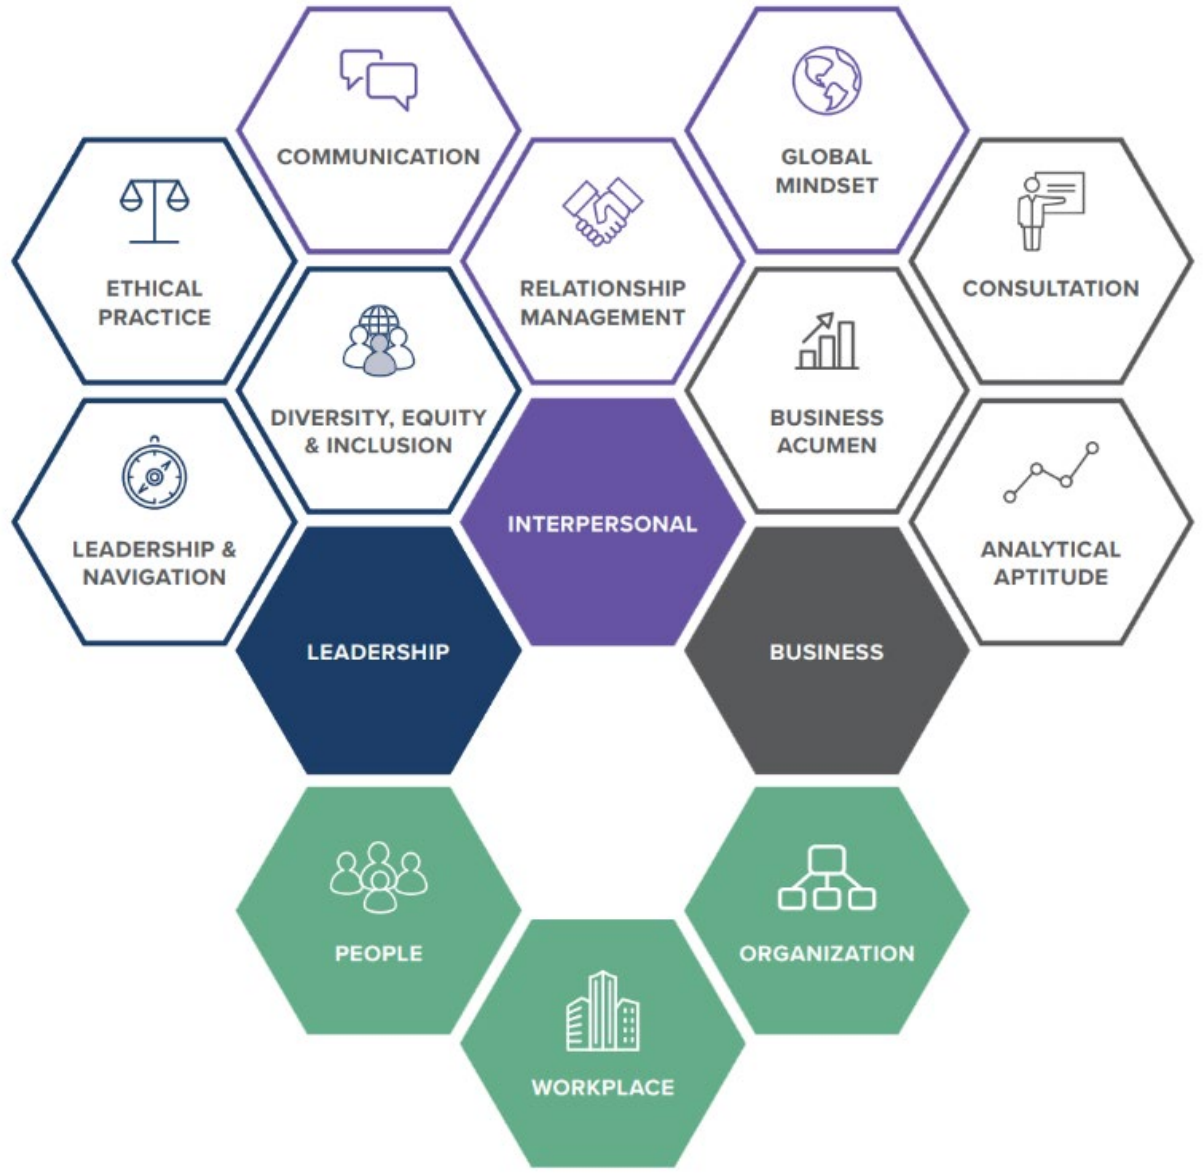 COMMUNICATION
GLOBAL
MINDSET
ETHICAL
PRACTICE
RELATIONSHIP
MANAGEMENT
CONSULTATION
DIVERSITY, EQUITY
& INCLUSION
BUSINESS
ACUMEN
LEADERSHIP &
NAVIGATION
INTERPERSONAL
ANALYTICAL
APTITUDE
LEADERSHIP
BUSINESS
PEOPLE
ORGANIZATION
WORKPLACE